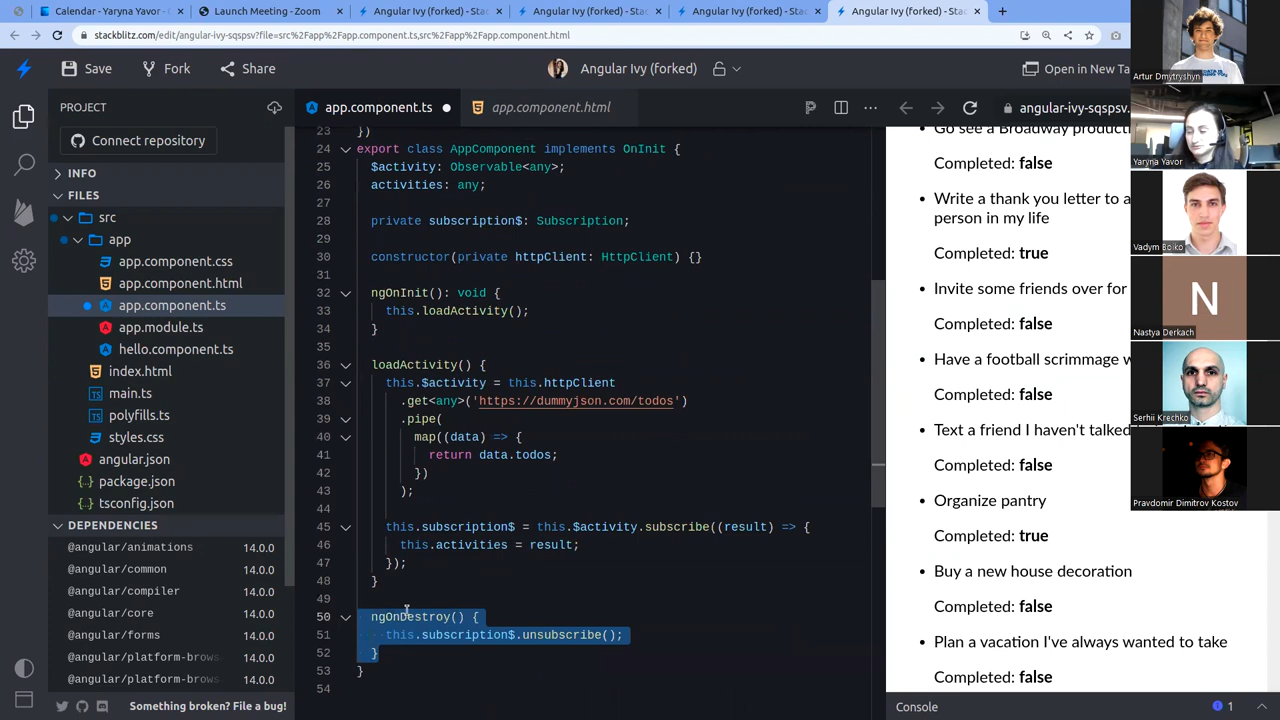 Calendar - Yaryna Yavor -
Launch Meeting - Zoom
Angular Ivy (forked) - Stac
Angular Ivy (forked) - Stac
Angular Ivy (forked) - Stac
Angular Ivy (forked) - Stac
stackblitz.com/edit/angular-ivy-sqspsv?file=src%2Fapp%2Fapp.component.ts,src%2Fapp%2Fapp.component.html
Save
Fork
Share
Angular Ivy (forked)
Open in New Ta
PROJECT
Connect repository
INFO
FILES
src
app
app.component.css
app.component.html
app.component.ts
app.module.ts
hello.component.ts
index.html
main.ts
polyfills.ts
styles.css
angular.json
package.json
tsconfig.json
DEPENDENCIES
@angular/animations 14.0.0
@angular/common 14.0.0
@angular/compiler 14.0.0
@angular/core 14.0.0
@angular/forms 14.0.0
@angular/platform-brows 14.0.0
@angular/platform-brows 14.0.0
Something broken? File a bug!
app.component.ts
app.component.html
23 })
24 export class AppComponent implements OnInit {
25 $activity: Observable<any>;
26 activities: any;
27
28 private subscription$: Subscription;
29
30 constructor(private httpClient: HttpClient) {}
31
32 ngOnInit(): void {
33 this.loadActivity();
34 }
35
36 loadActivity() {
37 this.$activity = this.httpClient
38 .get<any>('https://dummyjson.com/todos')
39 .pipe(
40 map((data) => {
41 return data.todos;
42 })
43 );
44
45 this.subscription$ = this.$activity.subscribe((result) => {
46 this.activities = result;
47 });
48 }
49
50 ngOnDestroy() {
51 this.subscription$.unsubscribe();
52 }
53 }
54
angular-ivy-sqspsv.
Go see a Broadway producti
Completed: false
Write a thank you letter to a
person in my life
Completed: true
Invite some friends over for
Completed: false
Have a football scrimmage w
Completed: false
Text a friend I haven't talked
Completed: false
Organize pantry
Completed: true
Buy a new house decoration
Completed: false
Plan a vacation I've always wanted to take
Completed: false
Console
1
Artur Dmytryshyn
Yaryna Yavor
Vadym Boiko
N
Nastya Derkach
Serhii Krechko
Pravdomir Dimitrov Kostov